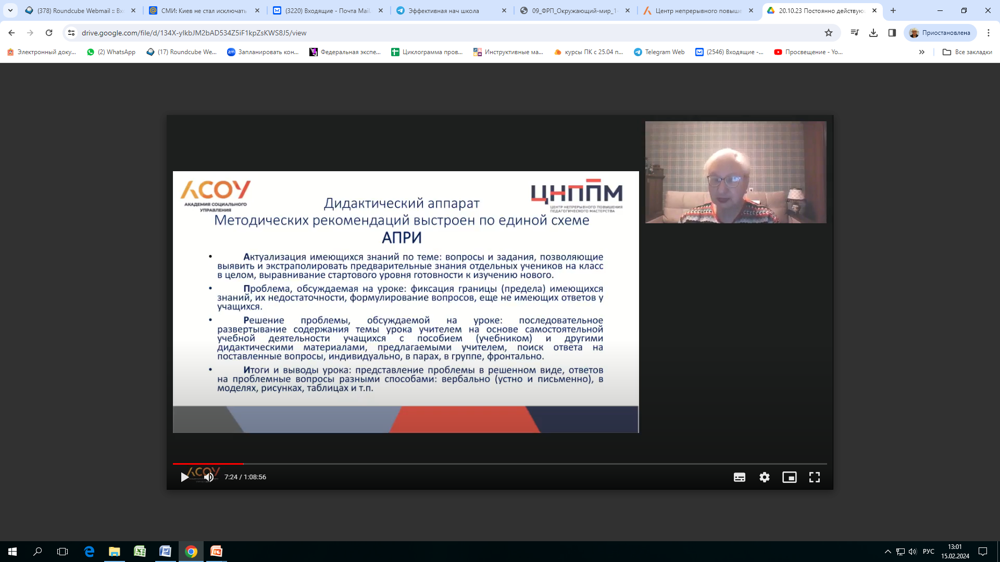 (378) Roundcube Webmail :: Вх
СМИ: Киев не стал исключать
(3220) Входящие - Почта Mail.
Эффективная нач школа
09_ФРП_Окружающий-мир_1-
Центр непрерывного повыше
20.10.23 Постоянно действую
drive.google.com/file/d/134X-yIkbJM2bAD534Z5iF1kpZsKWS8J5/view
Приостановлена
Электронный доку...
(2) WhatsApp
(17) Roundcube We...
Запланировать кон...
Федеральная экспе...
Циклограмма пров...
Инструктивные ма...
курсы ПК с 25.04 п...
Telegram Web
(2546) Входящие -...
Просвещение - Yo...
Все закладки
АСОУ
АКАДЕМИЯ СОЦИАЛЬНОГО
УПРАВЛЕНИЯ
ЦНППМ
ЦЕНТР НЕПРЕРЫВНОГО ПОВЫШЕНИЯ
ПЕДАГОГИЧЕСКОГО МАСТЕРСТВА
Дидактический аппарат
Методических рекомендаций выстроен по единой схеме
АПРИ
• Актуализация имеющихся знаний по теме: вопросы и задания, позволяющие
выявить и экстраполировать предварительные знания отдельных учеников на класс
в целом, выравнивание стартового уровня готовности к изучению нового.
• Проблема, обсуждаемая на уроке: фиксация границы (предела) имеющихся
знаний, их недостаточности, формулирование вопросов, еще не имеющих ответов у
учащихся.
• Решение проблемы, обсуждаемой на уроке: последовательное
развертывание содержания темы урока учителем на основе самостоятельной
учебной деятельности учащихся с пособием (учебником) и другими
дидактическими материалами, предлагаемыми учителем, поиск ответа на
поставленные вопросы, индивидуально, в парах, в группе, фронтально.
• Итоги и выводы урока: представление проблемы в решенном виде, ответов
на проблемные вопросы разными способами: вербально (устно и письменно), в
моделях, рисунках, таблицах и т.п.
АСОУ
7:24 / 1:08:56
РУС
13:01
15.02.2024